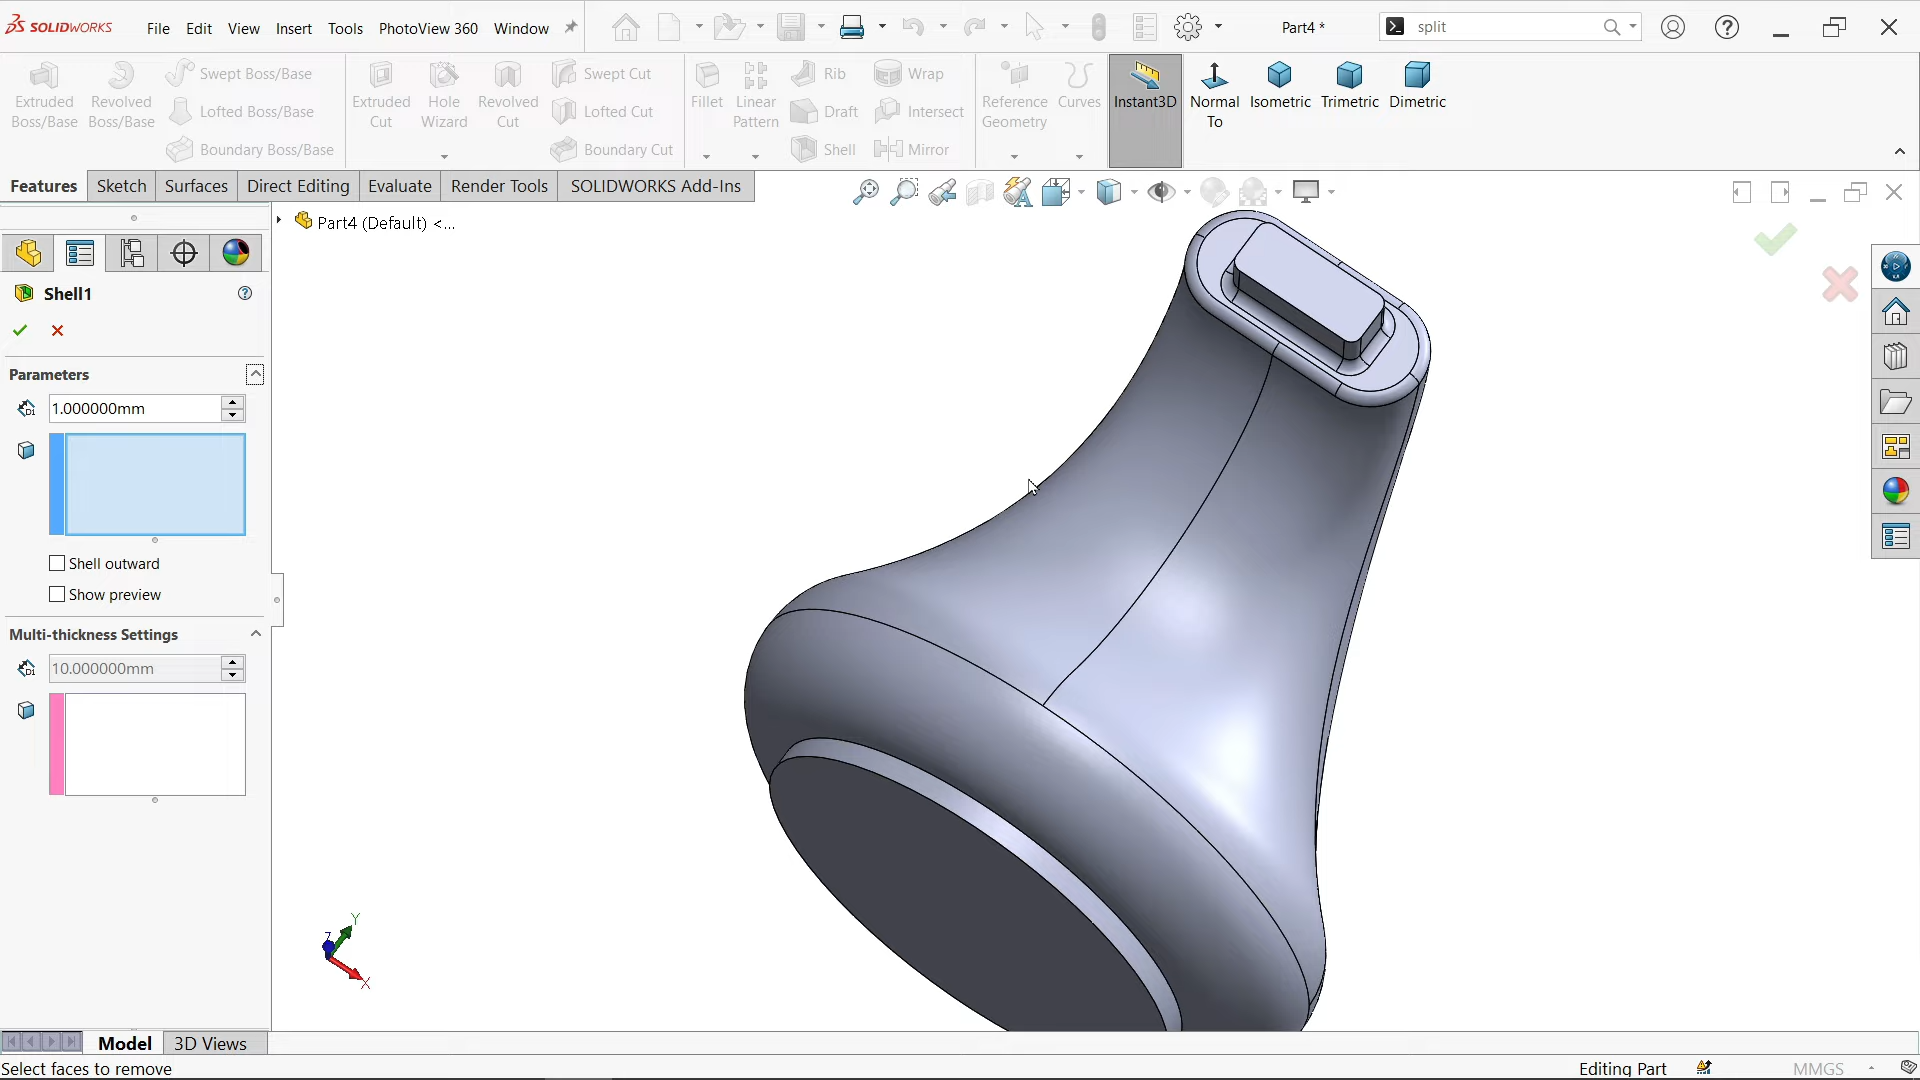 SOLIDWORKS File Edit View Insert Tools PhotoView 360 Window Part4 * split
Extruded Boss/Base
Revolved Boss/Base
Swept Boss/Base
Lofted Boss/Base
Boundary Boss/Base
Extruded Cut
Hole Wizard
Revolved Cut
Swept Cut
Lofted Cut
Boundary Cut
Fillet
Linear Pattern
Rib
Draft
Shell
Wrap
Intersect
Mirror
Reference Geometry
Curves
Instant3D
Normal To
Isometric
Trimetric
Dimetric
Features Sketch Surfaces Direct Editing Evaluate Render Tools SOLIDWORKS Add-Ins
Part4 (Default) <...
Shell1
Parameters
D1
1.000000mm
Shell outward
Show preview
Multi-thickness Settings
D1
10.000000mm
Y
Z
X
Model 3D Views
Select faces to remove Editing Part MMGS